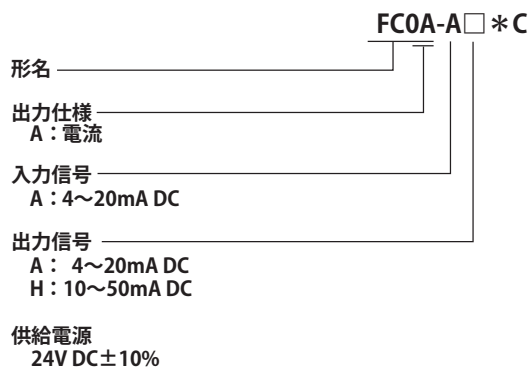 FC0A-A□＊C
形名
出力仕様
A：電流
入力信号
A：4～20mA DC
出力信号
A： 4～20mA DC
H：10～50mA DC
供給電源
24V DC±10%